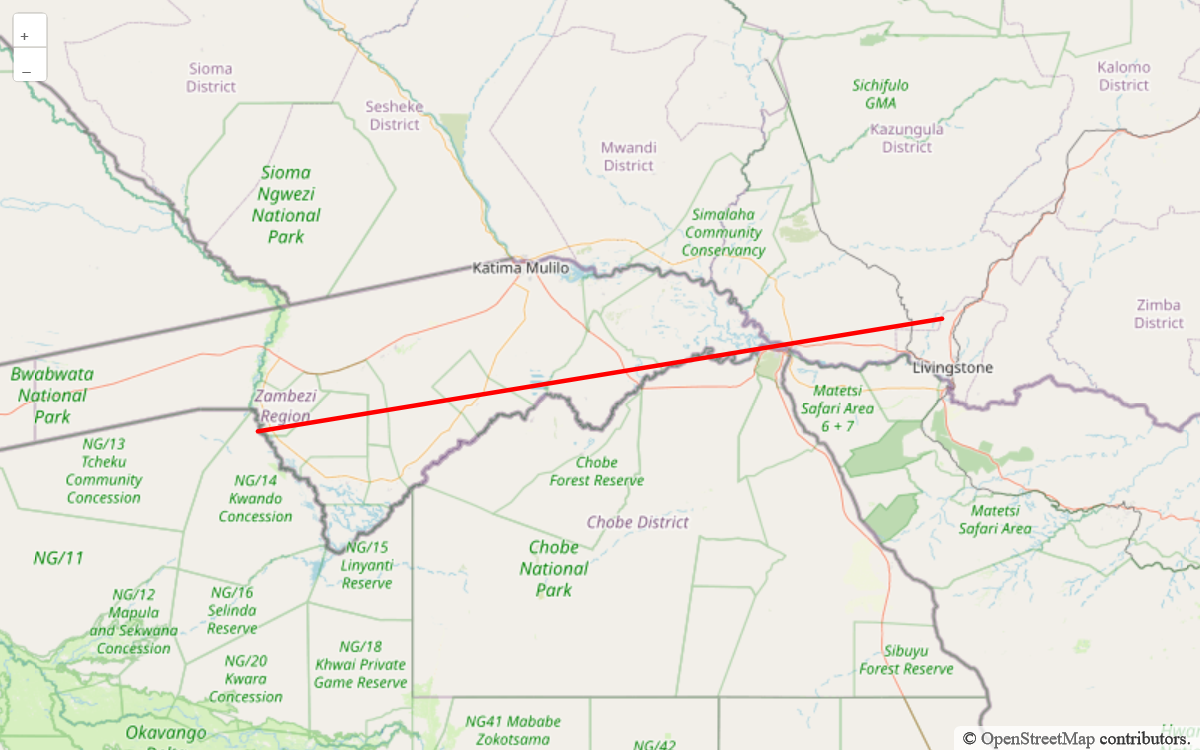 +
–
Sioma
District
Sesheke
District
Sichifulo
GMA
Kalomo
District
Kazungula
District
Mwandi
District
Sioma
Ngwezi
National
Park
Simalaha
Community
Conservancy
Katima Mulilo
Zimba
District
Livingstone
Bwabwata
National
Park
Zambezi
Region
Matetsi
Safari Area
6 + 7
NG/13
Tcheku
Community
Concession
NG/14
Kwando
Concession
Chobe
Forest Reserve
Chobe District
Matetsi
Safari Area
NG/11
NG/15
Linyanti
Reserve
Chobe
National
Park
NG/12
Mapula
and Sekwana
Concession
NG/16
Selinda
Reserve
NG/18
Khwai Private
Game Reserve
NG/20
Kwara
Concession
Sibuyu
Forest Reserve
Okavango
NG41 Mababe
Zokotsama
NG/42
© OpenStreetMap contributors.